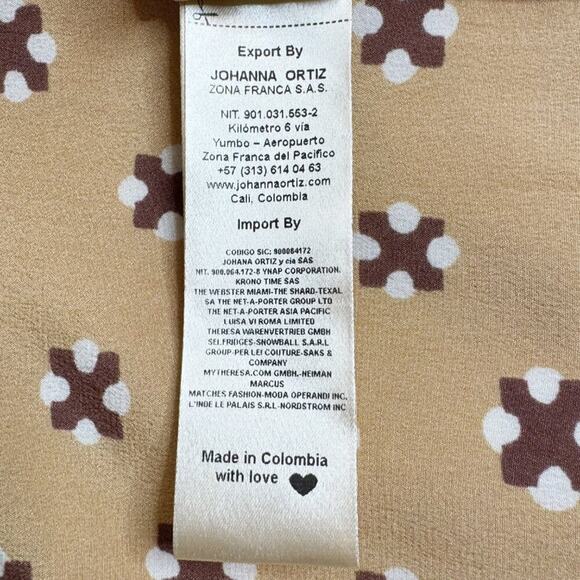 Export By
JOHANNA ORTIZ
ZONA FRANCA S.A.S.
NIT. 901.031.553-2
Kilómetro 6 vía
Yumbo – Aeropuerto
Zona Franca del Pacifico
+57 (313) 614 04 63
www.johannaortiz.com
Cali, Colombia
Import By
CODIGO SIC: 900064172
JOHANA ORTIZ y cia SAS
NIT. 900.064.172-8 YNAP CORPORATION.
KRONO TIME SAS
THE WEBSTER MIAMI-THE SHARD-TEXAL
SA THE NET-A-PORTER GROUP LTD
THE NET-A-PORTER ASIA PACIFIC
LUISA VI ROMA LIMITED
THERESA WARENVERTRIEB GMBH
SELFRIDGES-SNOWBALL S.A.R.L
GROUP-PER LEI COUTURE-SAKS &
COMPANY
MYTHERESA.COM GMBH.-NEIMAN
MARCUS
MATCHES FASHION-MODA OPERANDI INC.
L'INDE LE PALAIS S.R.L-NORDSTROM INC
Made in Colombia
with love